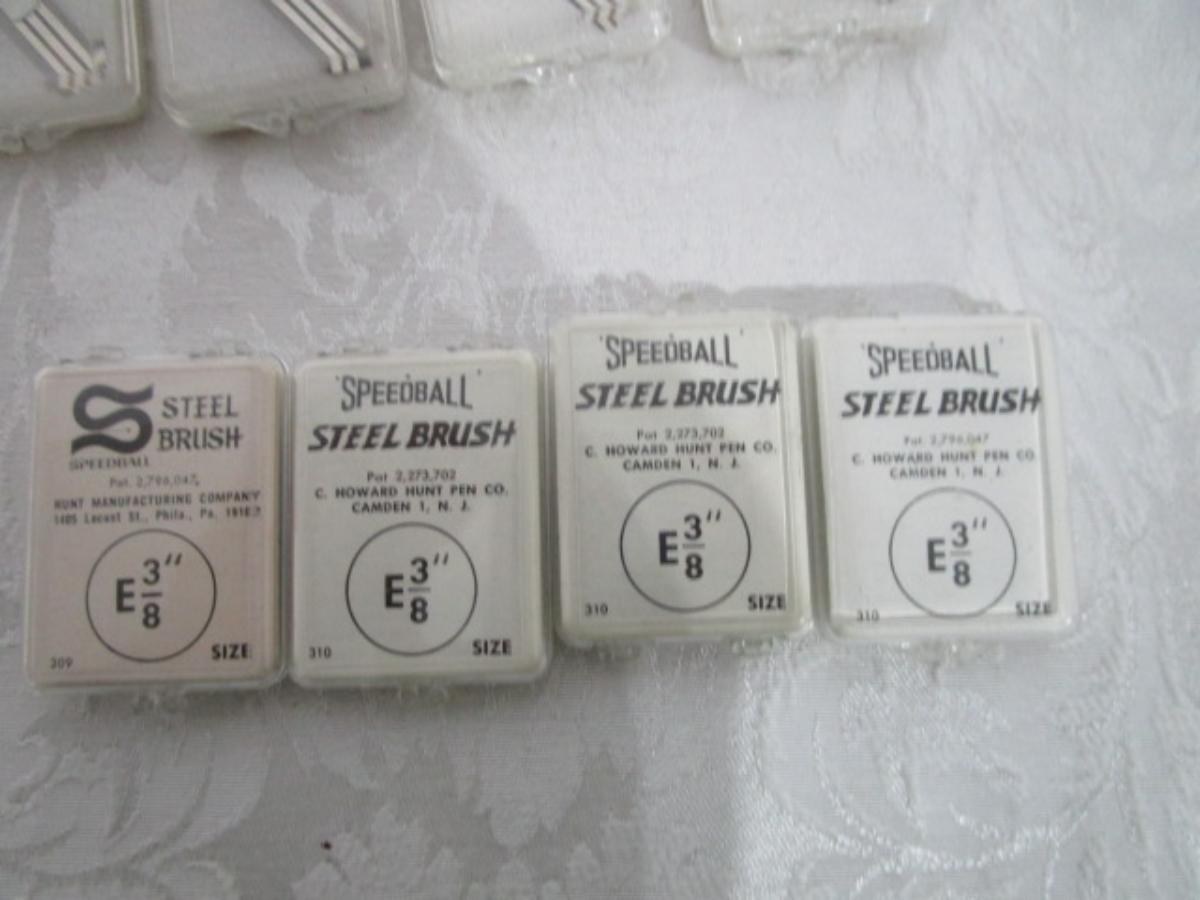 STEEL
BRUSH
SPEEDBALL
Pat. 2,796,047,
HUNT MANUFACTURING COMPANY
1405 Locust St., Phila., Pa. 19102
E 3/8"
309 SIZE
SPEEDBALL
STEEL BRUSH
Pat 2,273,702
C. HOWARD HUNT PEN CO.
CAMDEN 1, N. J.
E 3/8"
310 SIZE
SPEEDBALL
STEEL BRUSH
Pat 2,273,702
C. HOWARD HUNT PEN CO.
CAMDEN 1, N. J.
E 3/8"
310 SIZE
SPEEDBALL
STEEL BRUSH
Pat 2,796,047
C. HOWARD HUNT PEN CO
CAMDEN 1, N. J.
E 3/8"
310 SIZE